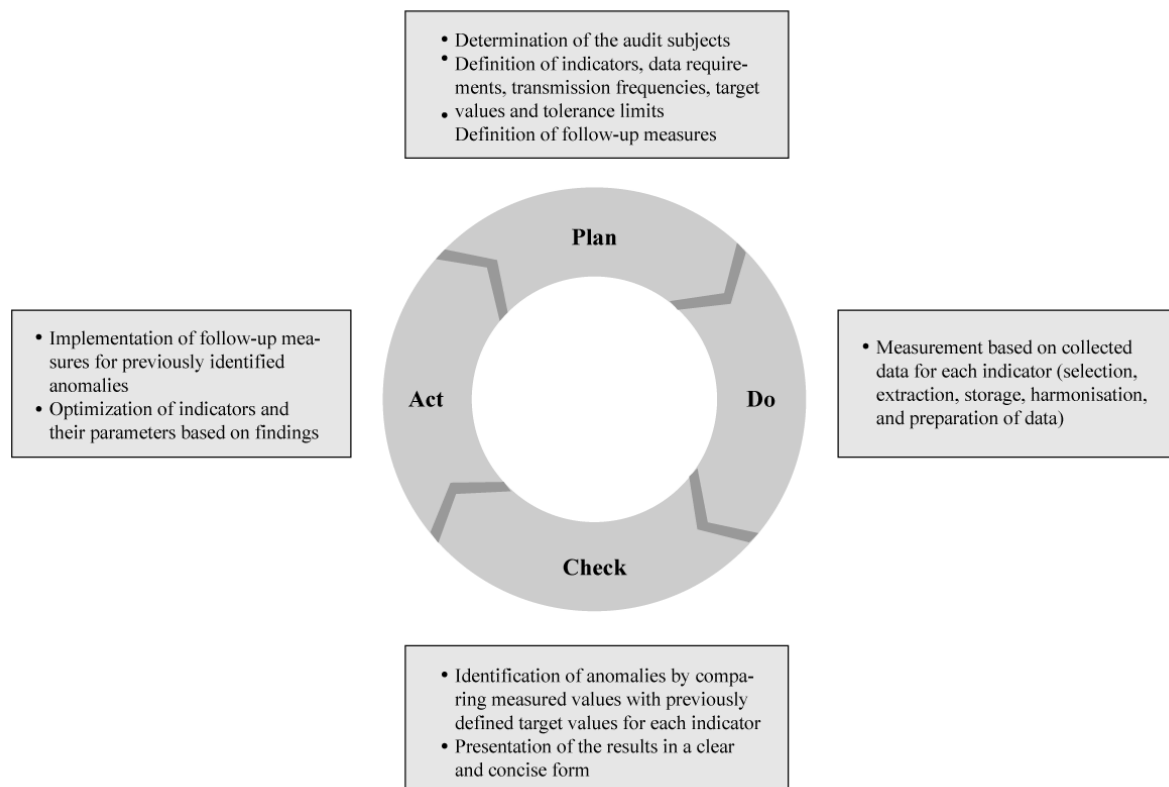 • Determination of the audit subjects
• Definition of indicators, data require-
ments, transmission frequencies, target
• values and tolerance limits
Definition of follow-up measures
Plan
• Implementation of follow-up mea-
sures for previously identified
anomalies
• Optimization of indicators and
their parameters based on findings
Act
Do
• Measurement based on collected
data for each indicator (selection,
extraction, storage, harmonisation,
and preparation of data)
Check
• Identification of anomalies by compa-
ring measured values with previously
defined target values for each indicator
• Presentation of the results in a clear
and concise form